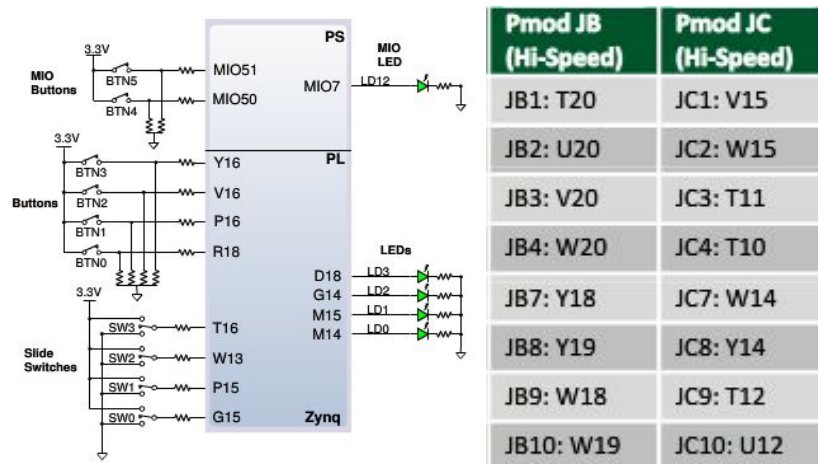 PS
3.3V
MIO
Buttons
BTN5
BTN4
MIO51
MIO50
MIO7
MIO
LED
LD12
PL
3.3V
Buttons
BTN3
BTN2
BTN1
BTN0
Y16
V16
P16
R18
LEDs
D18 LD3
G14 LD2
M15 LD1
M14 LD0
3.3V
Slide
Switches
SW3
SW2
SW1
SW0
T16
W13
P15
G15
Zynq
Pmod JB Pmod JC
(Hi-Speed) (Hi-Speed)
JB1: T20 JC1: V15
JB2: U20 JC2: W15
JB3: V20 JC3: T11
JB4: W20 JC4: T10
JB7: Y18 JC7: W14
JB8: Y19 JC8: Y14
JB9: W18 JC9: T12
JB10: W19 JC10: U12